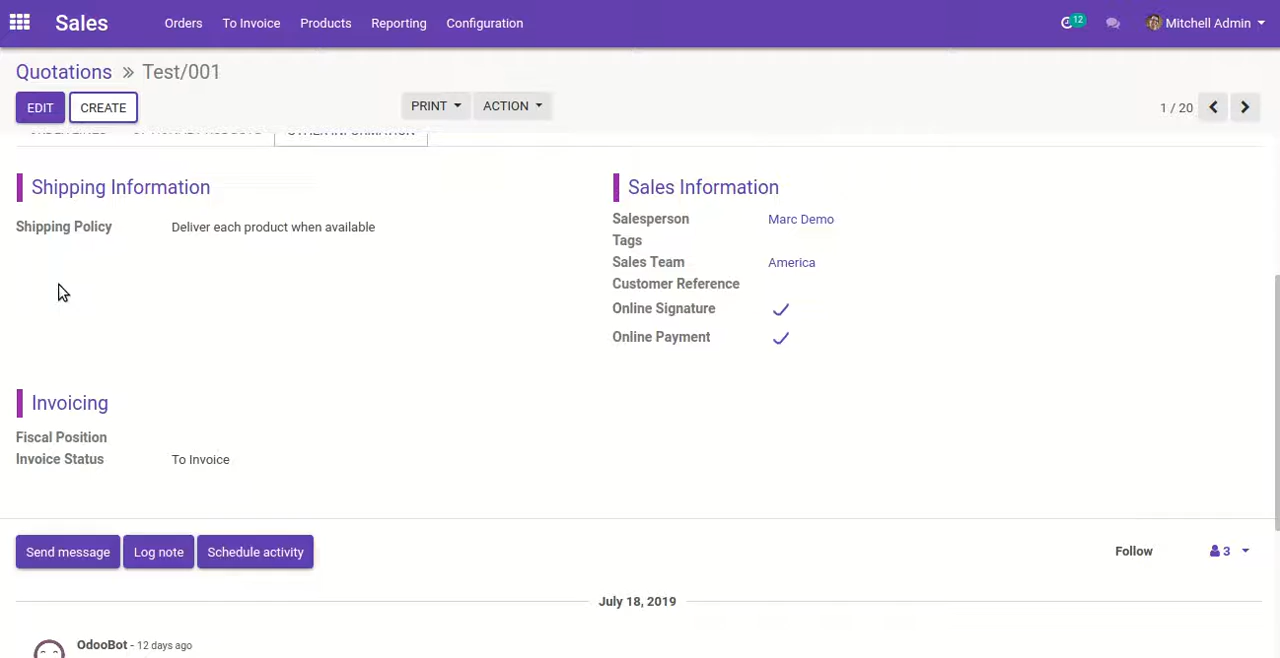 Sales Orders To Invoice Products Reporting Configuration 12 Mitchell Admin
Quotations » Test/001
EDIT CREATE PRINT ACTION 1 / 20
OTHER INFORMATION
Shipping Information
Shipping Policy Deliver each product when available
Sales Information
Salesperson Marc Demo
Tags
Sales Team America
Customer Reference
Online Signature
Online Payment
Invoicing
Fiscal Position
Invoice Status To Invoice
Send message Log note Schedule activity Follow 3
July 18, 2019
OdooBot - 12 days ago